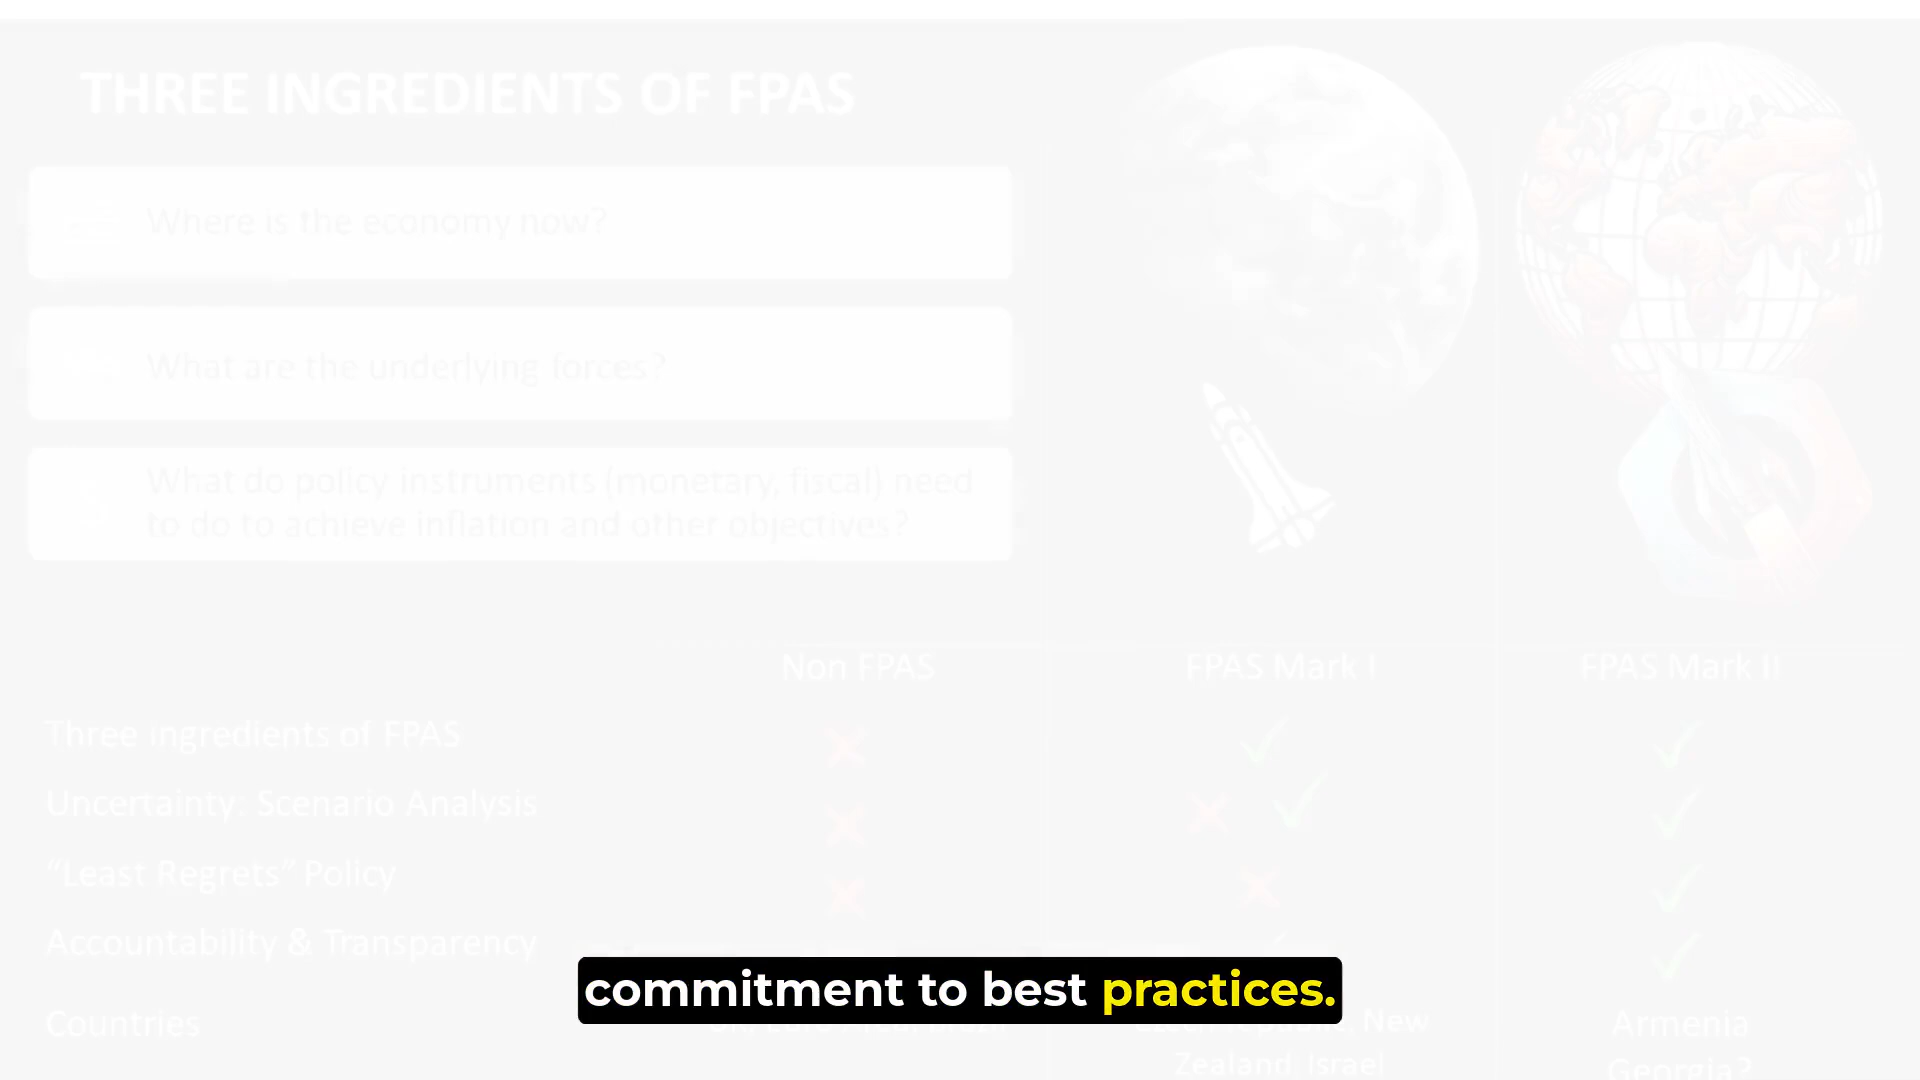 THREE INGREDIENTS OF FPAS
Where is the economy now?
What are the underlying forces?
What do policy instruments (monetary, fiscal) need
to do to achieve inflation and other objectives?
Non FPAS
FPAS Mark I
FPAS Mark II
Three ingredients of FPAS
Uncertainty: Scenario Analysis
“Least Regrets” Policy
Accountability & Transparency
commitment to best practices.
Countries
New
Armenia
Zealand, Israel
Georgia?